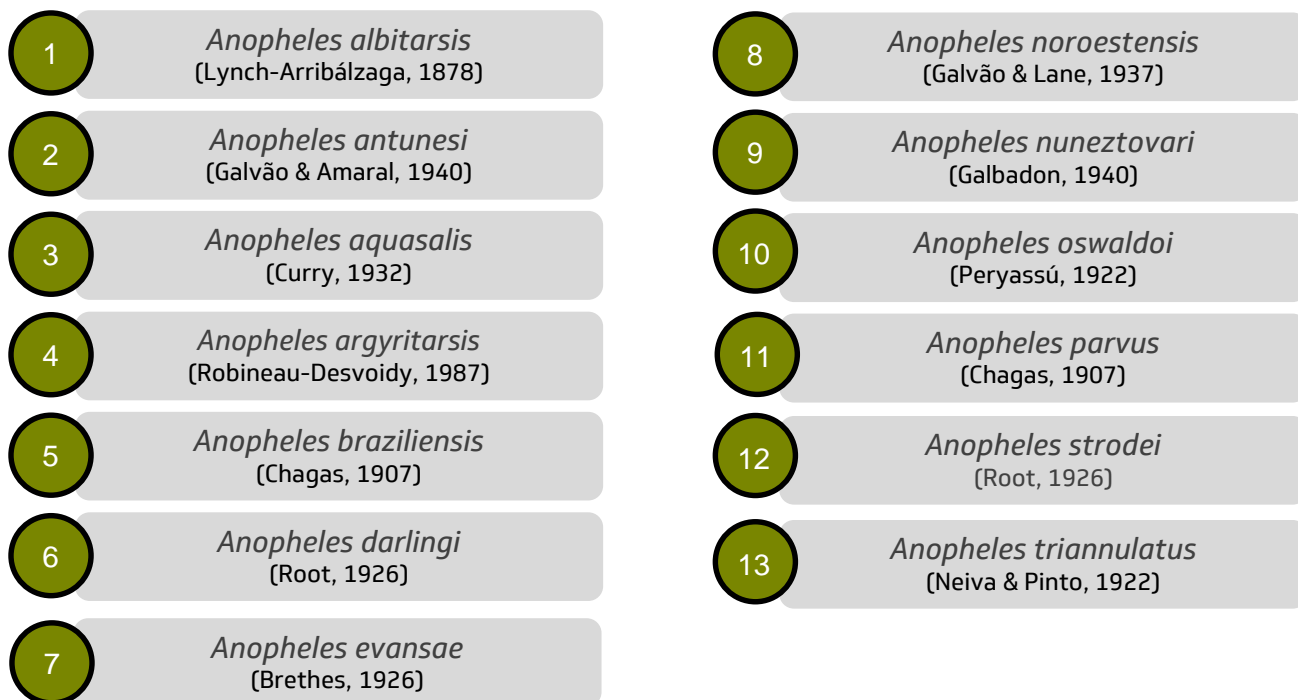 1
Anopheles albitarsis
(Lynch-Arribálzaga, 1878)
2
Anopheles antunesi
(Galvão & Amaral, 1940)
3
Anopheles aquasalis
(Curry, 1932)
4
Anopheles argyritarsis
(Robineau-Desvoidy, 1987)
5
Anopheles braziliensis
(Chagas, 1907)
6
Anopheles darlingi
(Root, 1926)
7
Anopheles evansae
(Brethes, 1926)
8
Anopheles noroestensis
(Galvão & Lane, 1937)
9
Anopheles nuneztovari
(Galbadon, 1940)
10
Anopheles oswaldoi
(Peryassú, 1922)
11
Anopheles parvus
(Chagas, 1907)
12
Anopheles strodei
(Root, 1926)
13
Anopheles triannulatus
(Neiva & Pinto, 1922)